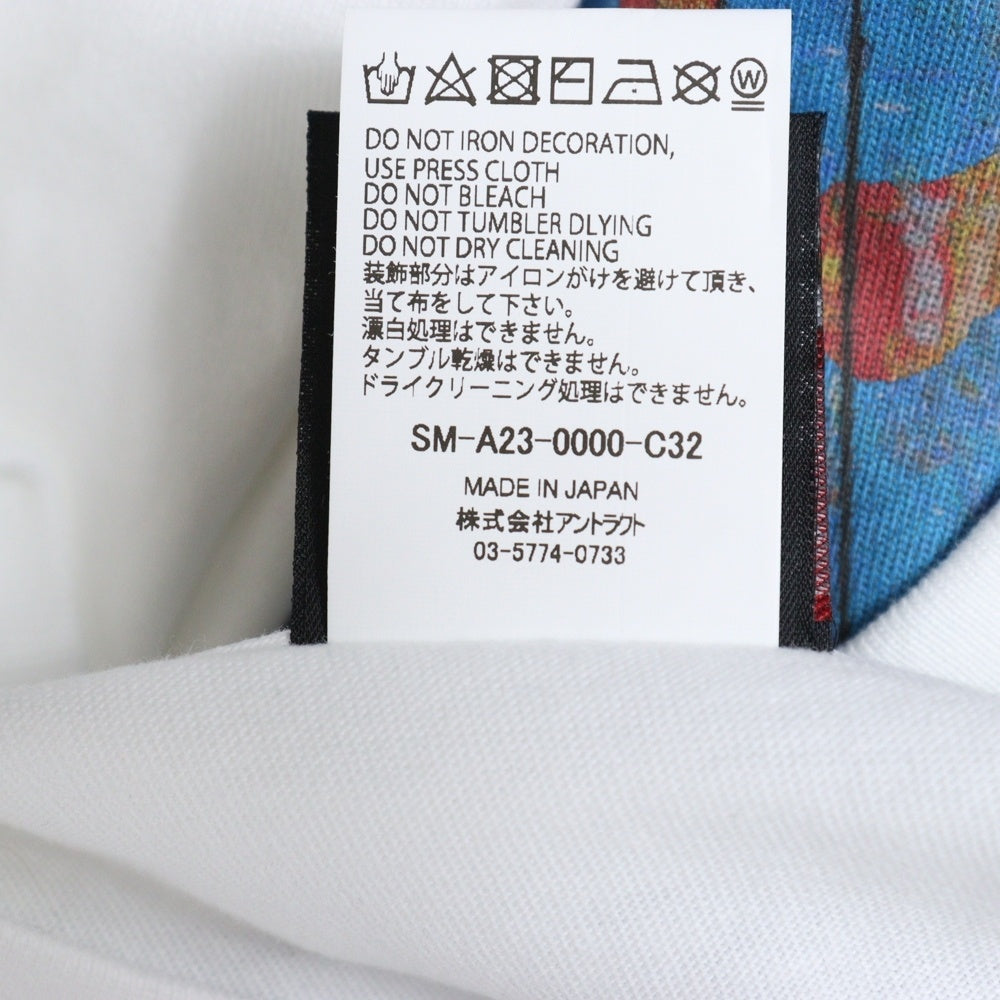 W
DO NOT IRON DECORATION,
USE PRESS CLOTH
DO NOT BLEACH
DO NOT TUMBLER DLYING
DO NOT DRY CLEANING
装飾部分はアイロンがけを避けて頂き、
当て布をして下さい。
漂白処理はできません。
タンブル乾燥はできません。
ドライクリーニング処理はできません。
SM-A23-0000-C32
MADE IN JAPAN
株式会社アントラクト
03-5774-0733